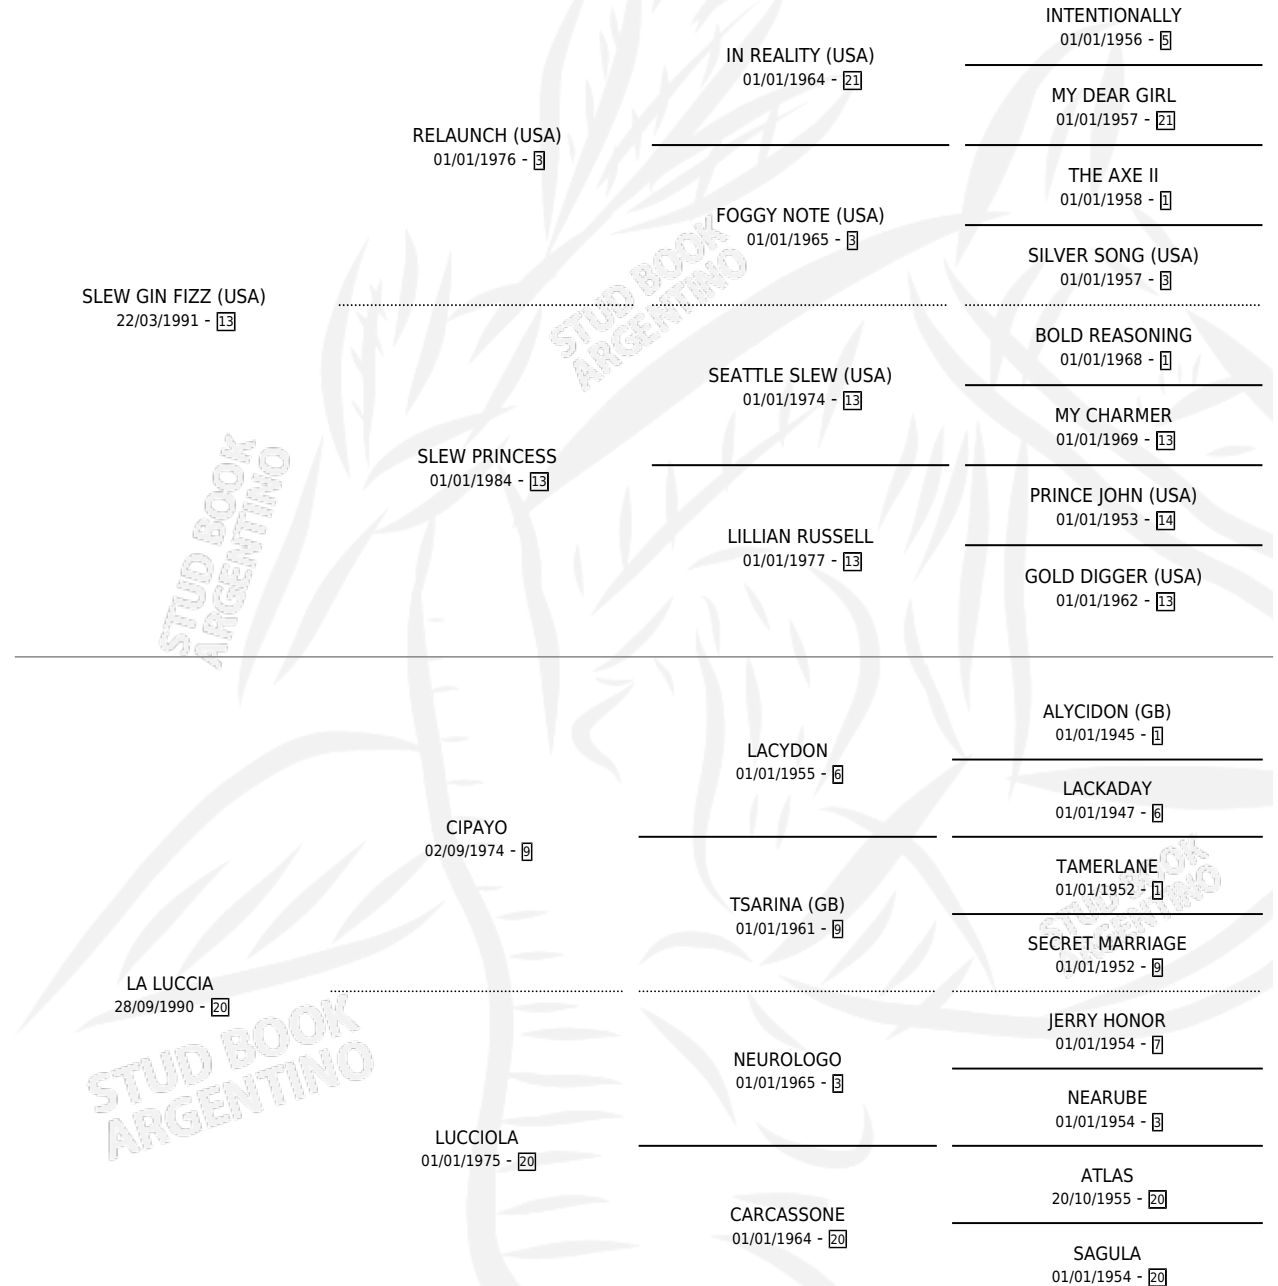 INTENTIONALLY
01/01/1956 - 5
IN REALITY (USA)
01/01/1964 - 21
MY DEAR GIRL
01/01/1957 - 21
RELAUNCH (USA)
01/01/1976 - 3
THE AXE II
01/01/1958 - 1
FOGGY NOTE (USA)
01/01/1965 - 3
SILVER SONG (USA)
01/01/1957 - 3
SLEW GIN FIZZ (USA)
22/03/1991 - 13
BOLD REASONING
01/01/1968 - 1
SEATTLE SLEW (USA)
01/01/1974 - 13
MY CHARMER
01/01/1969 - 13
SLEW PRINCESS
01/01/1984 - 13
PRINCE JOHN (USA)
01/01/1953 - 14
LILLIAN RUSSELL
01/01/1977 - 13
GOLD DIGGER (USA)
01/01/1962 - 13
ALYCIDON (GB)
01/01/1945 - 1
LACYDON
01/01/1955 - 6
LACKADAY
01/01/1947 - 6
CIPAYO
02/09/1974 - 9
TAMERLANE
01/01/1952 - 1
TSARINA (GB)
01/01/1961 - 9
SECRET MARRIAGE
01/01/1952 - 9
LA LUCCIA
28/09/1990 - 20
JERRY HONOR
01/01/1954 - 7
NEUROLOGO
01/01/1965 - 3
NEARUBE
01/01/1954 - 3
LUCCIOLA
01/01/1975 - 20
ATLAS
20/10/1955 - 20
CARCASSONE
01/01/1964 - 20
SAGULA
01/01/1954 - 20
STUD BOOK
ARGENTINO
STUD BOOK
ARGENTINO
STUD BOOK
ARGENTINO
STUD BOOK
ARGENTINO